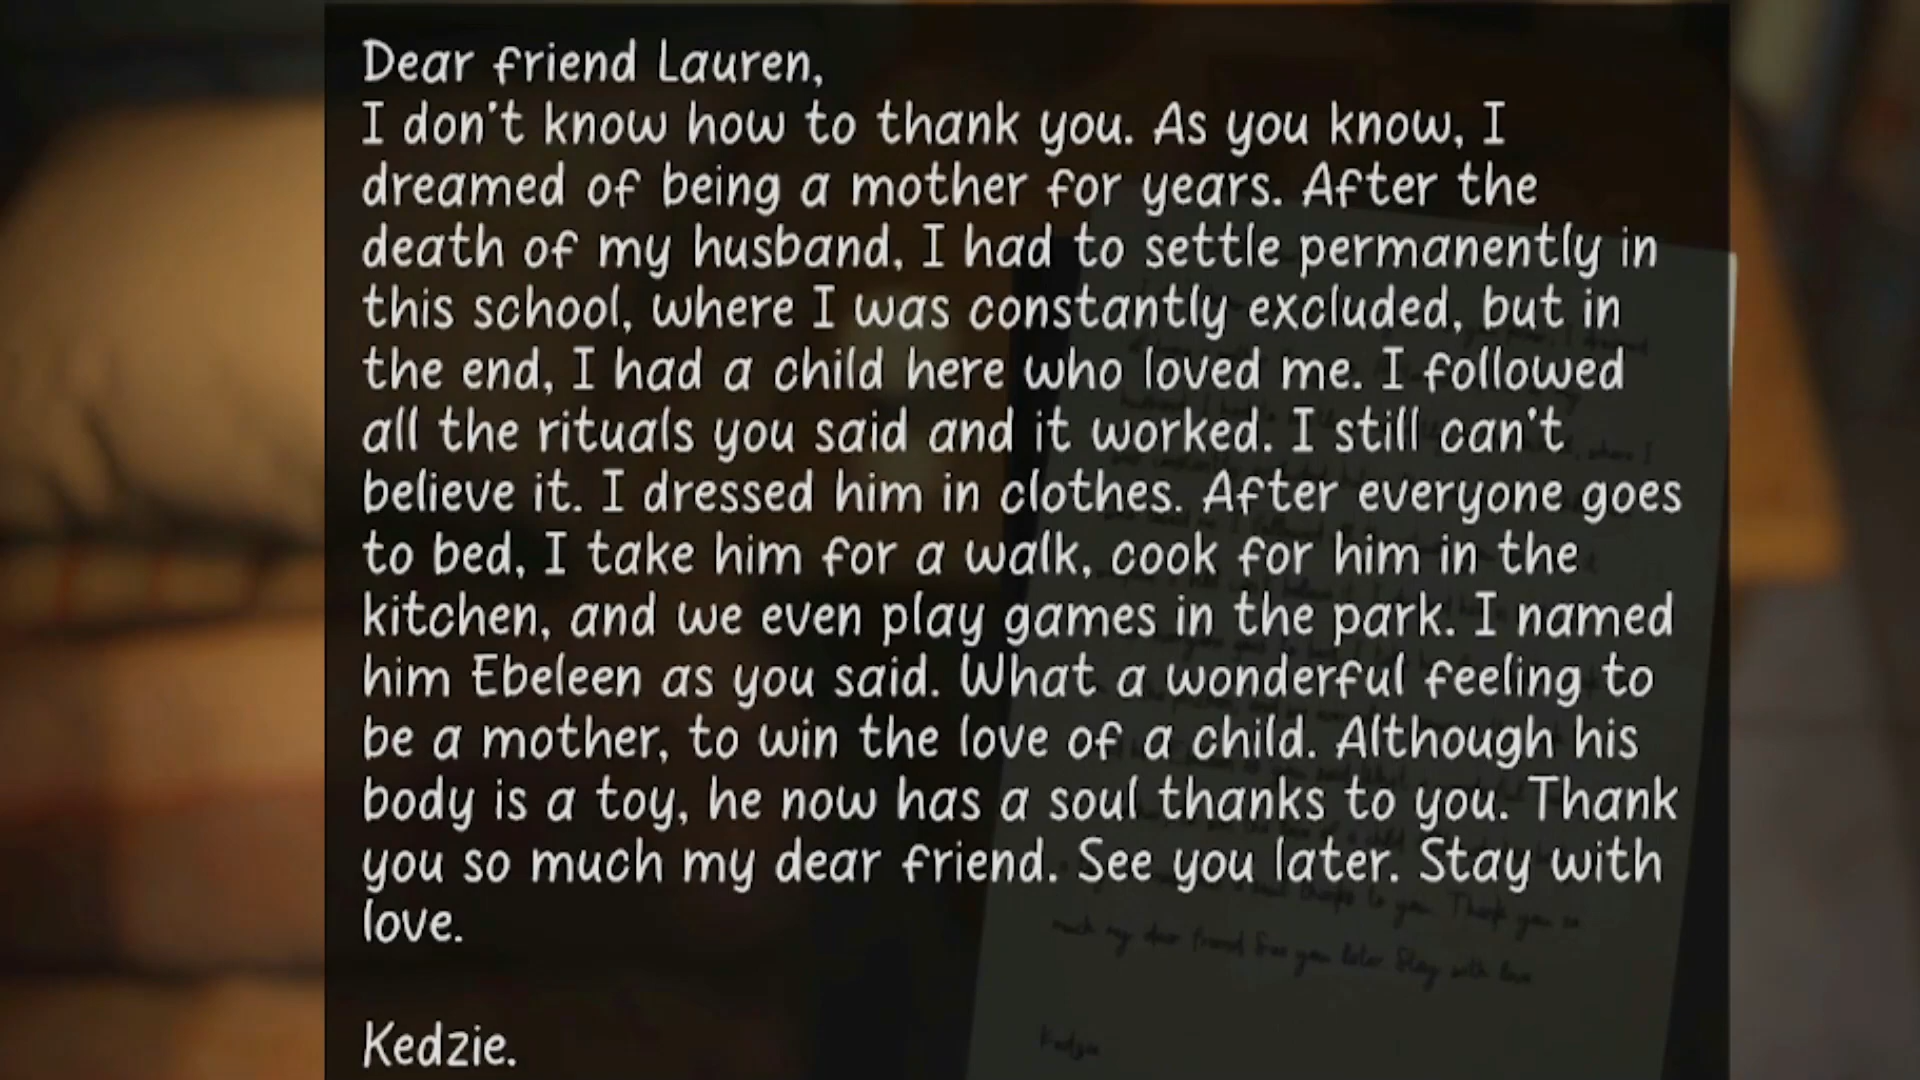 Dear friend Lauren,
I don't know how to thank you. As you know, I
dreamed of being a mother for years. After the
death of my husband, I had to settle permanently in
this school, where I was constantly excluded, but in
the end, I had a child here who loved me. I followed
all the rituals you said and it worked. I still can't
believe it. I dressed him in clothes. After everyone goes
to bed, I take him for a walk, cook for him in the
kitchen, and we even play games in the park. I named
him Ebeleen as you said. What a wonderful feeling to
be a mother, to win the love of a child. Although his
body is a toy, he now has a soul thanks to you. Thank
you so much my dear friend. See you later. Stay with
love.
Kedzie.